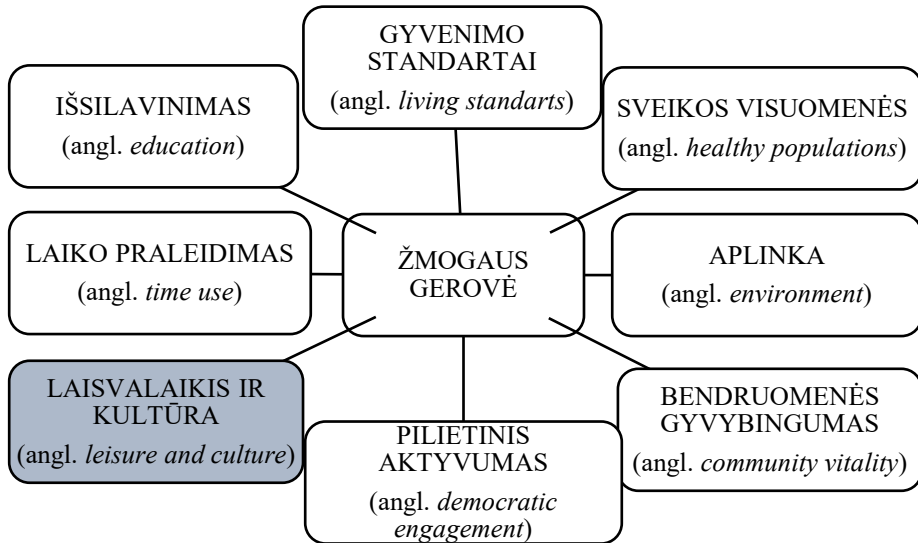 GYVENIMO
STANDARTAI
(angl. living standarts)
IŠSILAVINIMAS
(angl. education)
SVEIKOS VISUOMENĖS
(angl. healthy populations)
LAIKO PRALEIDIMAS
(angl. time use)
ŽMOGAUS
GEROVĖ
APLINKA
(angl. environment)
LAISVALAIKIS IR
KULTŪRA
(angl. leisure and culture)
PILIETINIS
AKTYVUMAS
(angl. democratic
engagement)
BENDRUOMENĖS
GYVYBINGUMAS
(angl. community vitality)